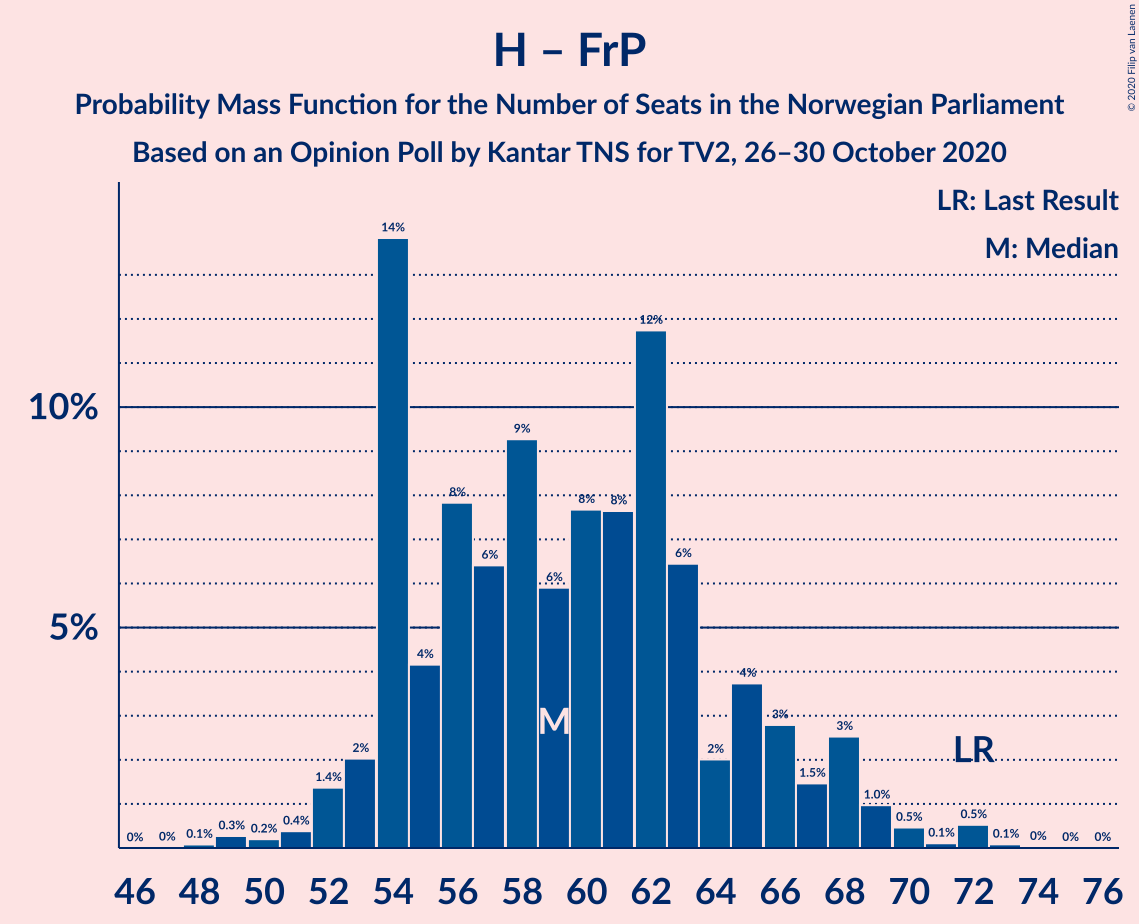 H – FrP
Probability Mass Function for the Number of Seats in the Norwegian Parliament
Based on an Opinion Poll by Kantar TNS for TV2, 26–30 October 2020
© 2020 Filip van Laenen
LR: Last Result
M: Median
10%
5%
0% 0% 0.1% 0.3% 0.2% 0.4% 1.4% 2% 14% 4% 8% 6% 9% 6% 8% 8% 12% 6% 2% 4% 3% 1.5% 3% 1.0% 0.5% 0.1% 0.5% 0.1% 0% 0% 0%
M
LR
46 48 50 52 54 56 58 60 62 64 66 68 70 72 74 76